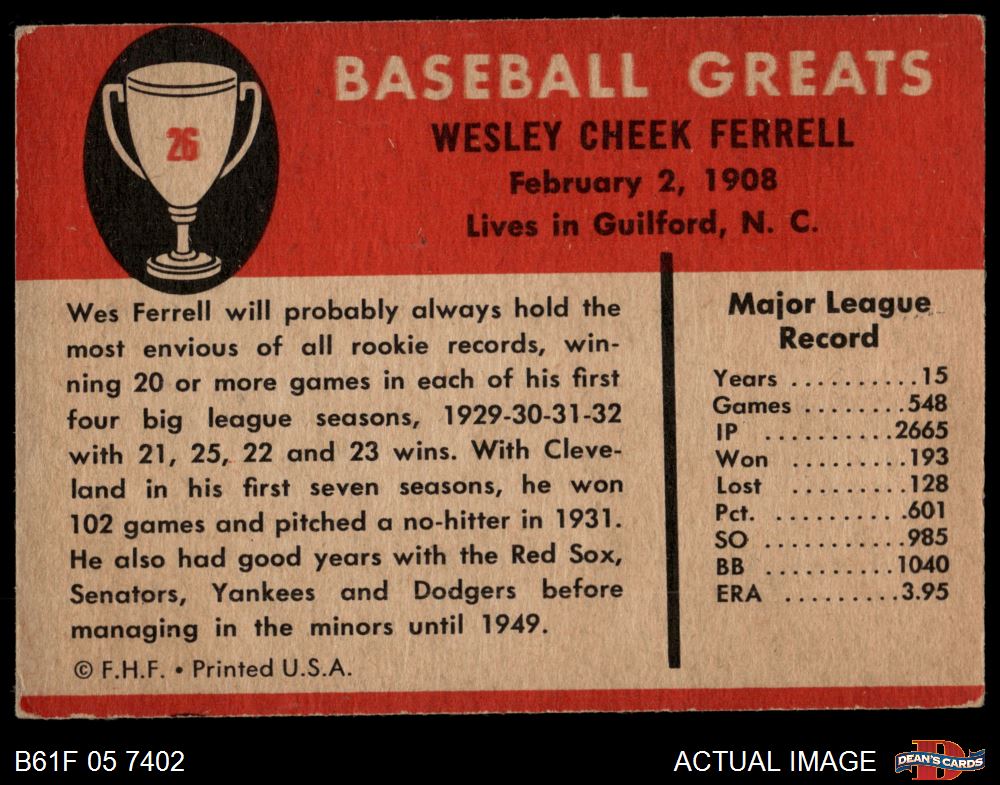 26
BASEBALL GREATS
WESLEY CHEEK FERRELL
February 2, 1908
Lives in Guilford, N. C.
Wes Ferrell will probably always hold the
most envious of all rookie records, win-
ning 20 or more games in each of his first
four big league seasons, 1929-30-31-32
with 21, 25, 22 and 23 wins. With Cleve-
land in his first seven seasons, he won
102 games and pitched a no-hitter in 1931.
He also had good years with the Red Sox,
Senators, Yankees and Dodgers before
managing in the minors until 1949.
© F.H.F. • Printed U.S.A.
Major League
Record
Years ..........15
Games ........548
IP ..........2665
Won .........193
Lost .........128
Pct. ...........601
SO ...........985
BB ..........1040
ERA .........3.95
B61F 05 7402
ACTUAL IMAGE
D
DEAN'S CARDS